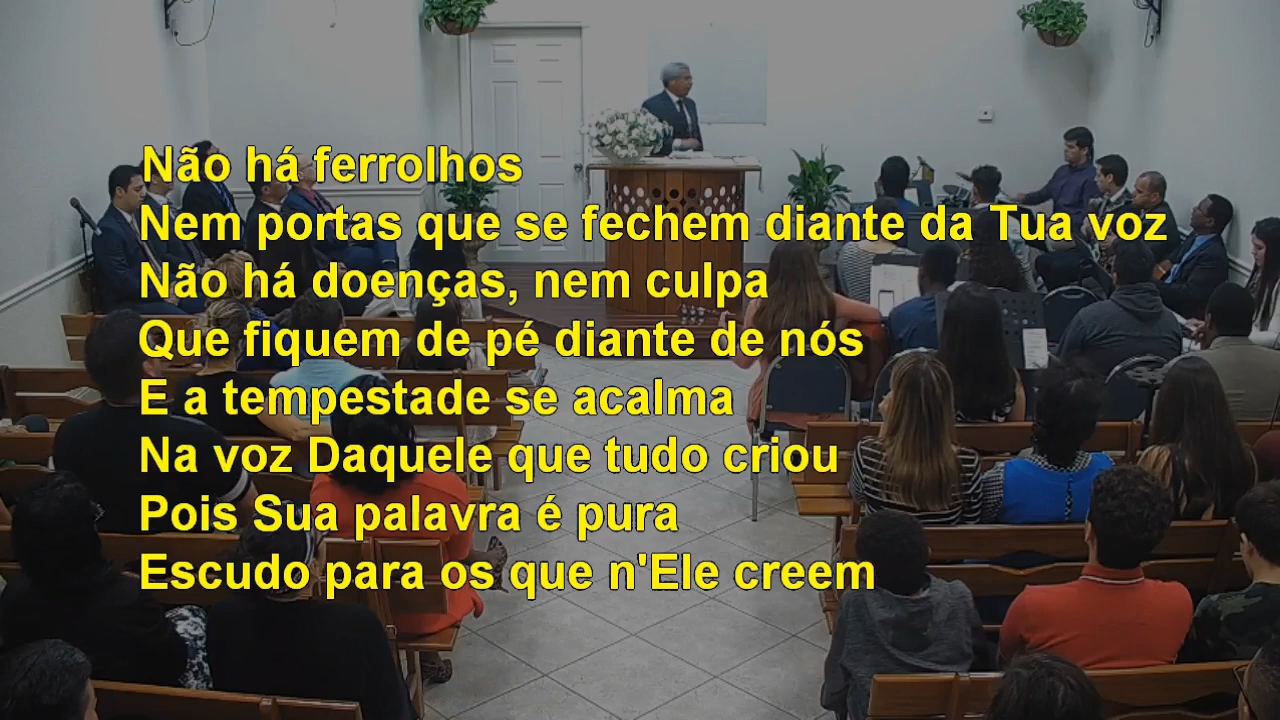 Não há ferrolhos
Nem portas que se fechem diante da Tua voz
Não há doenças, nem culpa
Que fiquem de pé diante de nós
E a tempestade se acalma
Na voz Daquele que tudo criou
Pois Sua palavra é pura
Escudo para os que n'Ele creem